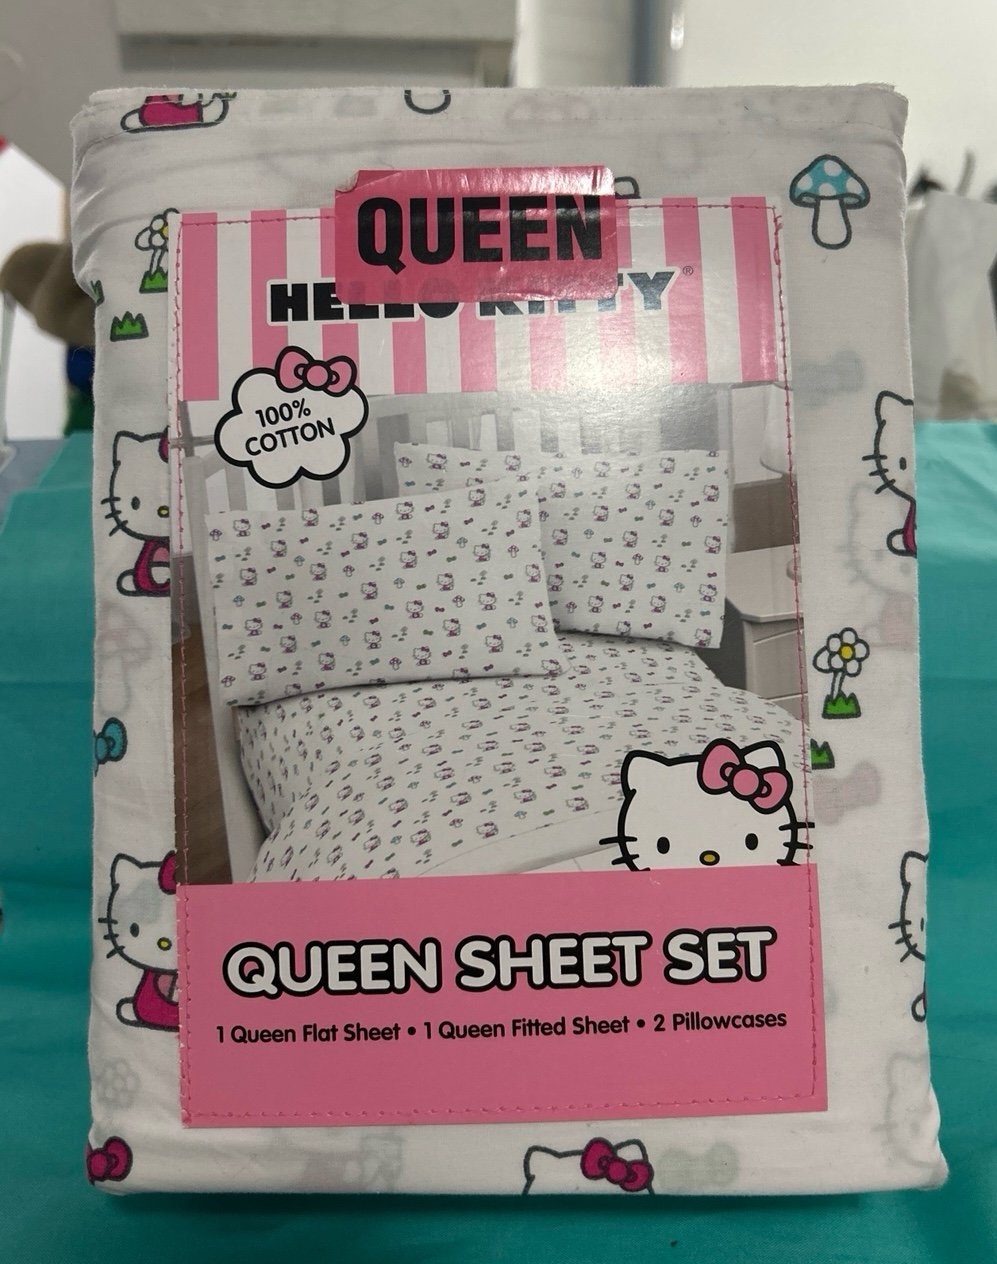 QUEEN
HELLO KITTY®
100%
COTTON
QUEEN SHEET SET
1 Queen Flat Sheet • 1 Queen Fitted Sheet • 2 Pillowcases